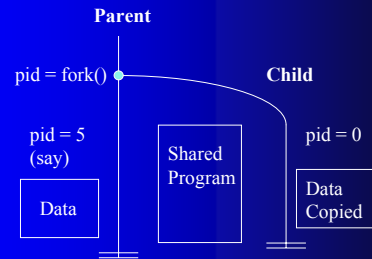 Parent
pid = fork()
Child
pid = 5
(say)
Shared
Program
pid = 0
Data
Data
Copied